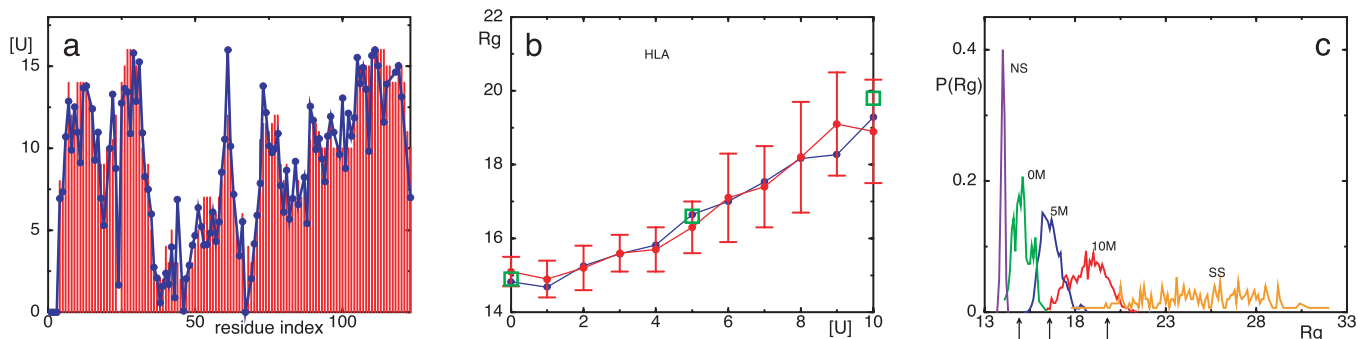 [U]
a
15
10
5
0
0 50 100
residue index
22
Rg
20
18
16
14
b
HLA
0 2 4 6 8 10
[U]
c
0.4
P(Rg)
0.2
0
NS
0M
5M
10M
SS
13 18 23 28 33
Rg